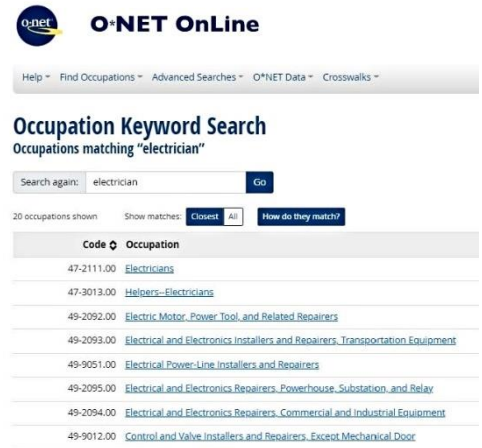 o·net
O*NET OnLine
Help Find Occupations Advanced Searches O*NET Data Crosswalks
Occupation Keyword Search
Occupations matching “electrician”
Search again: electrician Go
20 occupations shown Show matches: Closest All How do they match?
Code Occupation
47-2111.00 Electricians
47-3013.00 Helpers--Electricians
49-2092.00 Electric Motor, Power Tool, and Related Repairers
49-2093.00 Electrical and Electronics Installers and Repairers, Transportation Equipment
49-9051.00 Electrical Power-Line Installers and Repairers
49-2095.00 Electrical and Electronics Repairers, Powerhouse, Substation, and Relay
49-2094.00 Electrical and Electronics Repairers, Commercial and Industrial Equipment
49-9012.00 Control and Valve Installers and Repairers, Except Mechanical Door